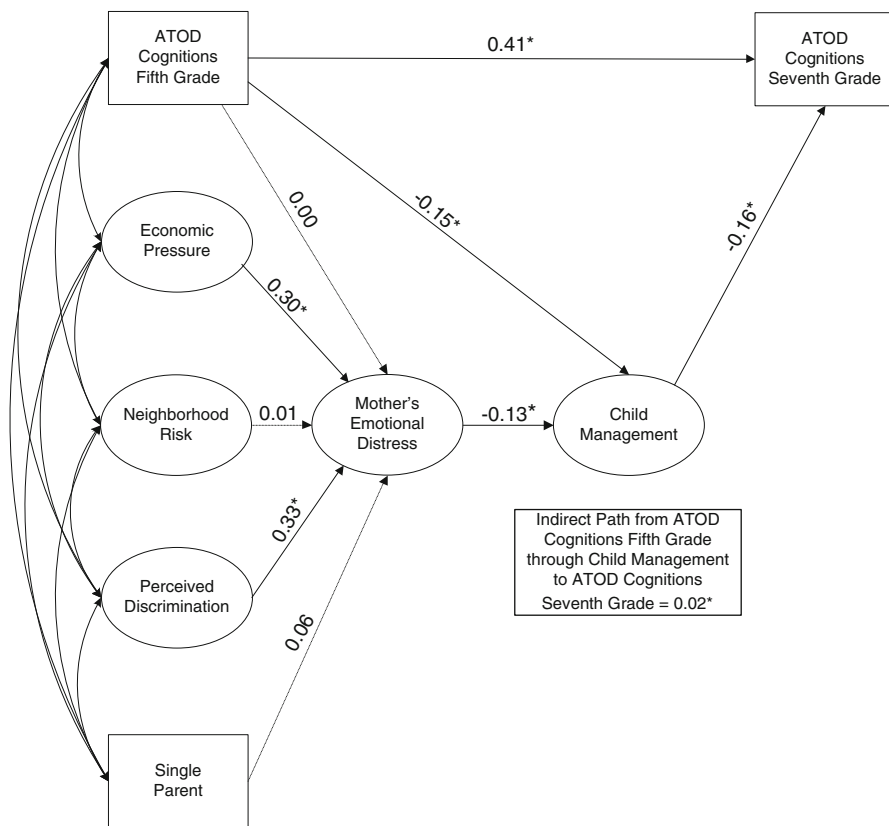 ATOD
Cognitions
Fifth Grade
0.41*
ATOD
Cognitions
Seventh Grade
0.00
-0.15*
-0.16*
Economic
Pressure
0.30*
Neighborhood
Risk
0.01
Mother's
Emotional
Distress
-0.13*
Child
Management
0.33*
Indirect Path from ATOD
Cognitions Fifth Grade
through Child Management
to ATOD Cognitions
Seventh Grade = 0.02*
Perceived
Discrimination
0.06
Single
Parent